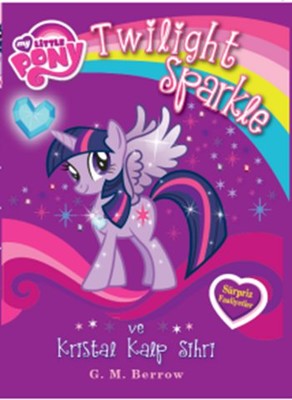 my LITTLE
PONY
Twilight
Sparkle
Sürpriz
Faaliyetler
ve
Kristal Kalp Sihri
G. M. Berrow